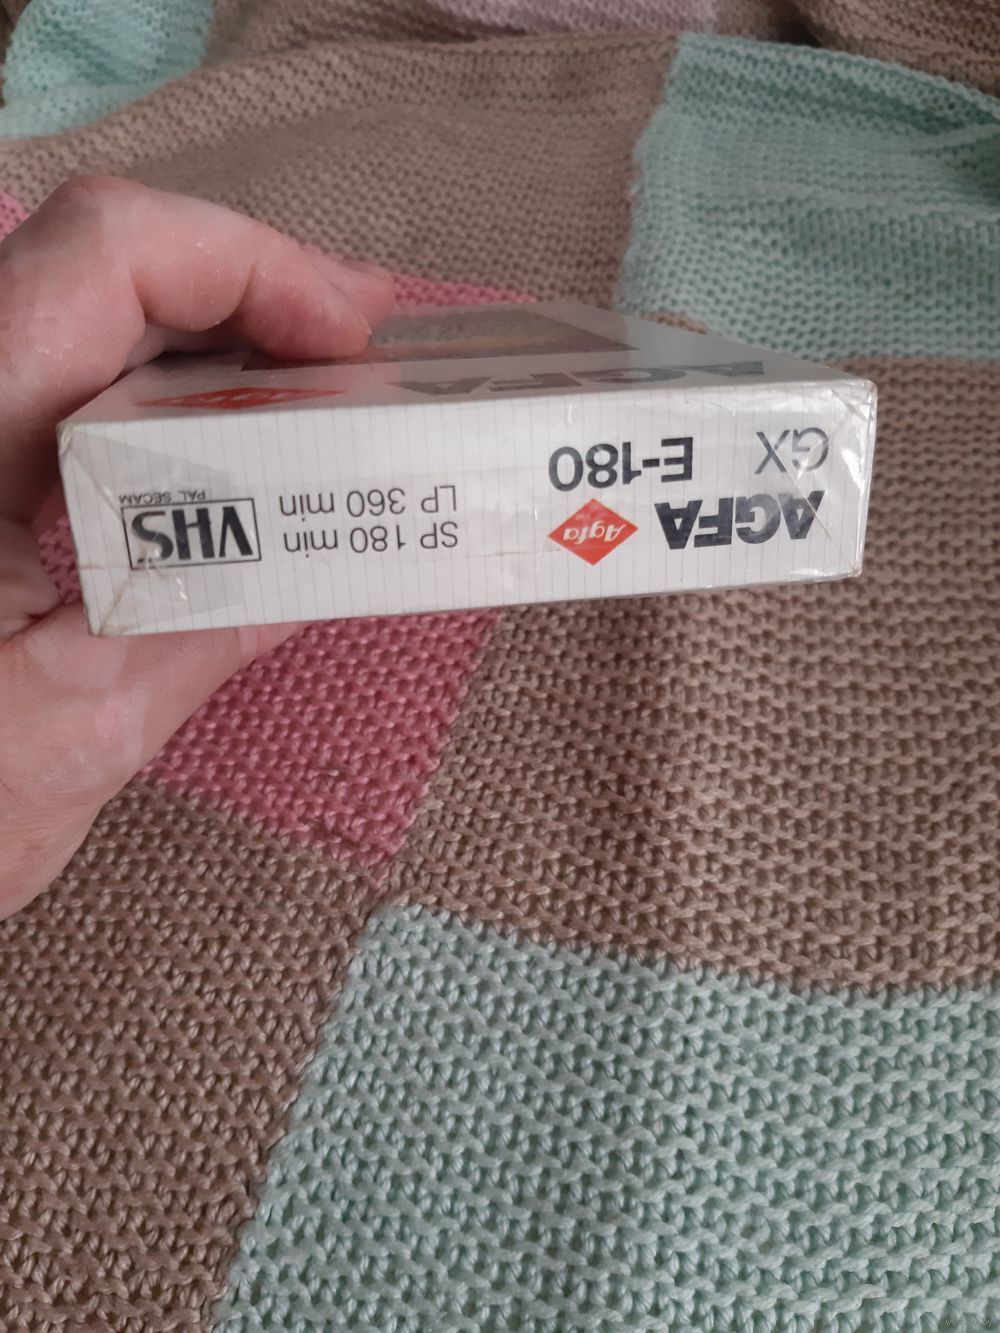 AGFA
Agfa
AGFA Agfa
GX E-180
SP 180 min
LP 360 min
VHS
PAL SECAM